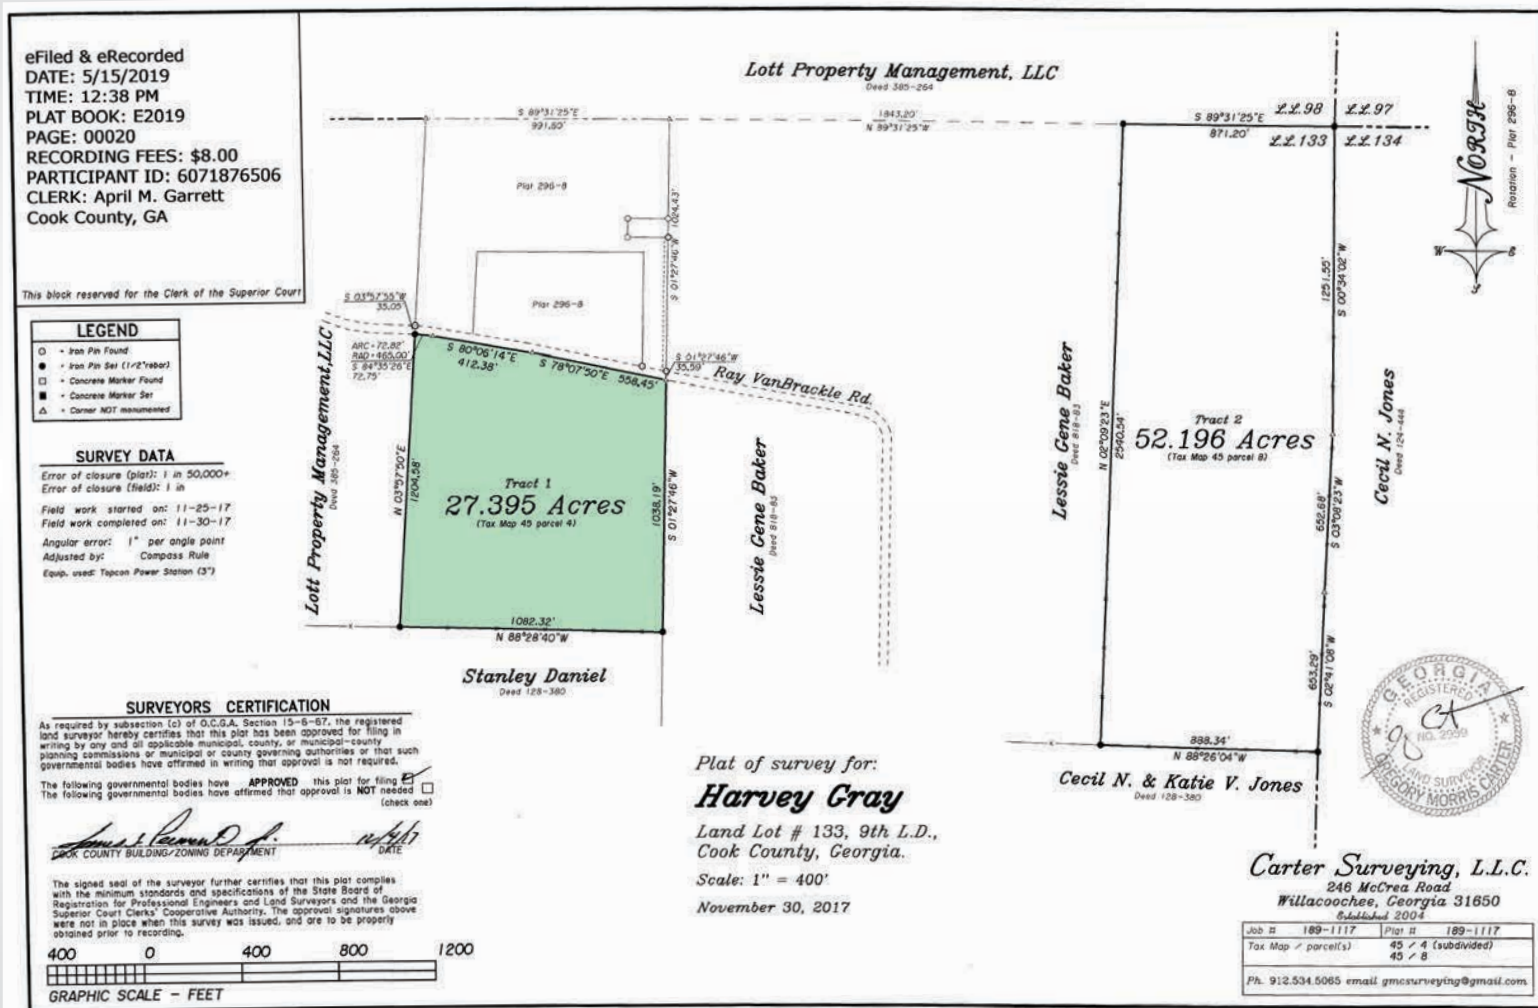 eFiled & eRecorded
DATE: 5/15/2019
TIME: 12:38 PM
PLAT BOOK: E2019
PAGE: 00020
RECORDING FEES: $8.00
PARTICIPANT ID: 6071876506
CLERK: April M. Garrett
Cook County, GA
This block reserved for the Clerk of the Superior Court
LEGEND
- Iron Pin Found
- Iron Pin Set (1/2"rebar)
- Concrete Marker Found
- Concrete Marker Set
- Corner NOT monumented
SURVEY DATA
Error of closure (plat): 1 in 50,000+
Error of closure (field): 1 in
Field work started on: 11-25-17
Field work completed on: 11-30-17
Angular error: 1" per angle point
Adjusted by: Compass Rule
Equip. used: Topcon Power Station (3")
Lott Property Management, LLC
Deed 385-264
S 89°31'25"E
991.80'
1843.20'
N 89°31'25"W
S 89°31'25"E
871.20'
L.L. 98
L.L. 97
L.L. 133
L.L. 134
NORTH
W
S
Rotation - Plat 296-8
Plat 296-8
1024.43'
S 01°27'46"W
Plat 296-8
S 03°57'55"W
35.05'
ARC=72.82'
RAD=465.00'
S 84°35'26"E
72.75'
S 80°06'14"E
412.38'
S 78°07'50"E 558.45'
S 01°27'46"W
35.59'
Ray VanBrackle Rd.
Lott Property Management,LLC
Deed 385-264
N 03°57'50"E
1204.58'
Tract 1
27.395 Acres
(Tax Map 45 parcel 4)
1038.19'
S 01°27'46"W
Lessie Gene Baker
Deed 818-83
1082.32'
N 88°28'40"W
Stanley Daniel
Deed 128-380
Lessie Gene Baker
Deed 818-83
N 02°09'23"E
2540.54'
Tract 2
52.196 Acres
(Tax Map 45 parcel 8)
1251.55'
S 00°34'02"W
Cecil N. Jones
Deed 124-444
652.68'
S 03°08'23"W
653.29'
S 02°41'08"W
888.34'
N 88°26'04"W
Cecil N. & Katie V. Jones
Deed 128-380
GEORGIA
REGISTERED
NO. 2959
LAND SURVEYOR
GREGORY MORRIS CARTER
SURVEYORS CERTIFICATION
As required by subsection (c) of O.C.G.A. Section 15-6-67, the registered
land surveyor hereby certifies that this plat has been approved for filing in
writing by any and all applicable municipal, county, or municipal-county
planning commissions or municipal or county governing authorities or that such
governmental bodies have affirmed in writing that approval is not required.
The following governmental bodies have APPROVED this plat for filing
The following governmental bodies have affirmed that approval is NOT needed
(check one)
12/4/17
COOK COUNTY BUILDING/ZONING DEPARTMENT DATE
The signed seal of the surveyor further certifies that this plat complies
with the minimum standards and specifications of the State Board of
Registration for Professional Engineers and Land Surveyors and the Georgia
Superior Court Clerks' Cooperative Authority. The approval signatures above
were not in place when this survey was issued, and are to be properly
obtained prior to recording.
400 0 400 800 1200
GRAPHIC SCALE - FEET
Plat of survey for:
Harvey Gray
Land Lot # 133, 9th L.D.,
Cook County, Georgia.
Scale: 1" = 400'
November 30, 2017
Carter Surveying, L.L.C.
246 McCrea Road
Willacoochee, Georgia 31650
Established 2004
Job # 189-1117 Plat # 189-1117
Tax Map / parcel(s) 45 / 4 (subdivided)
45 / 8
Ph. 912.534.5065 email gmcsurveying@gmail.com